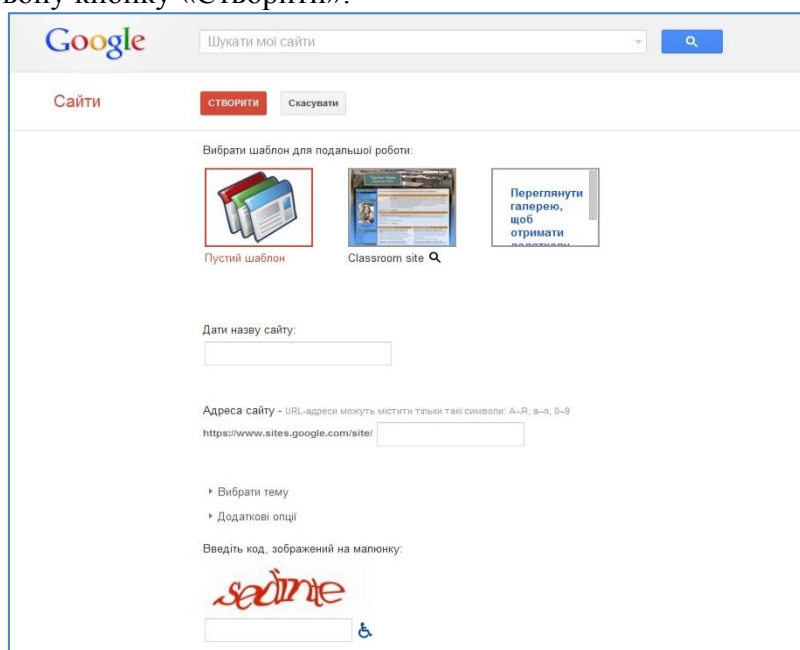 кнопку «Створити».
Google
Шукати мої сайти
Сайти
СТВОРИТИ
Скасувати
Вибрати шаблон для подальшої роботи:
Переглянути
галерею,
щоб
отримати
Пустий шаблон
Classroom site
Дати назву сайту:
Адреса сайту - URL-адреси можуть містити тільки такі символи: А–Я, а–я, 0–9
https://www.sites.google.com/site/
Вибрати тему
Додаткові опції
Введіть код, зображений на малюнку: